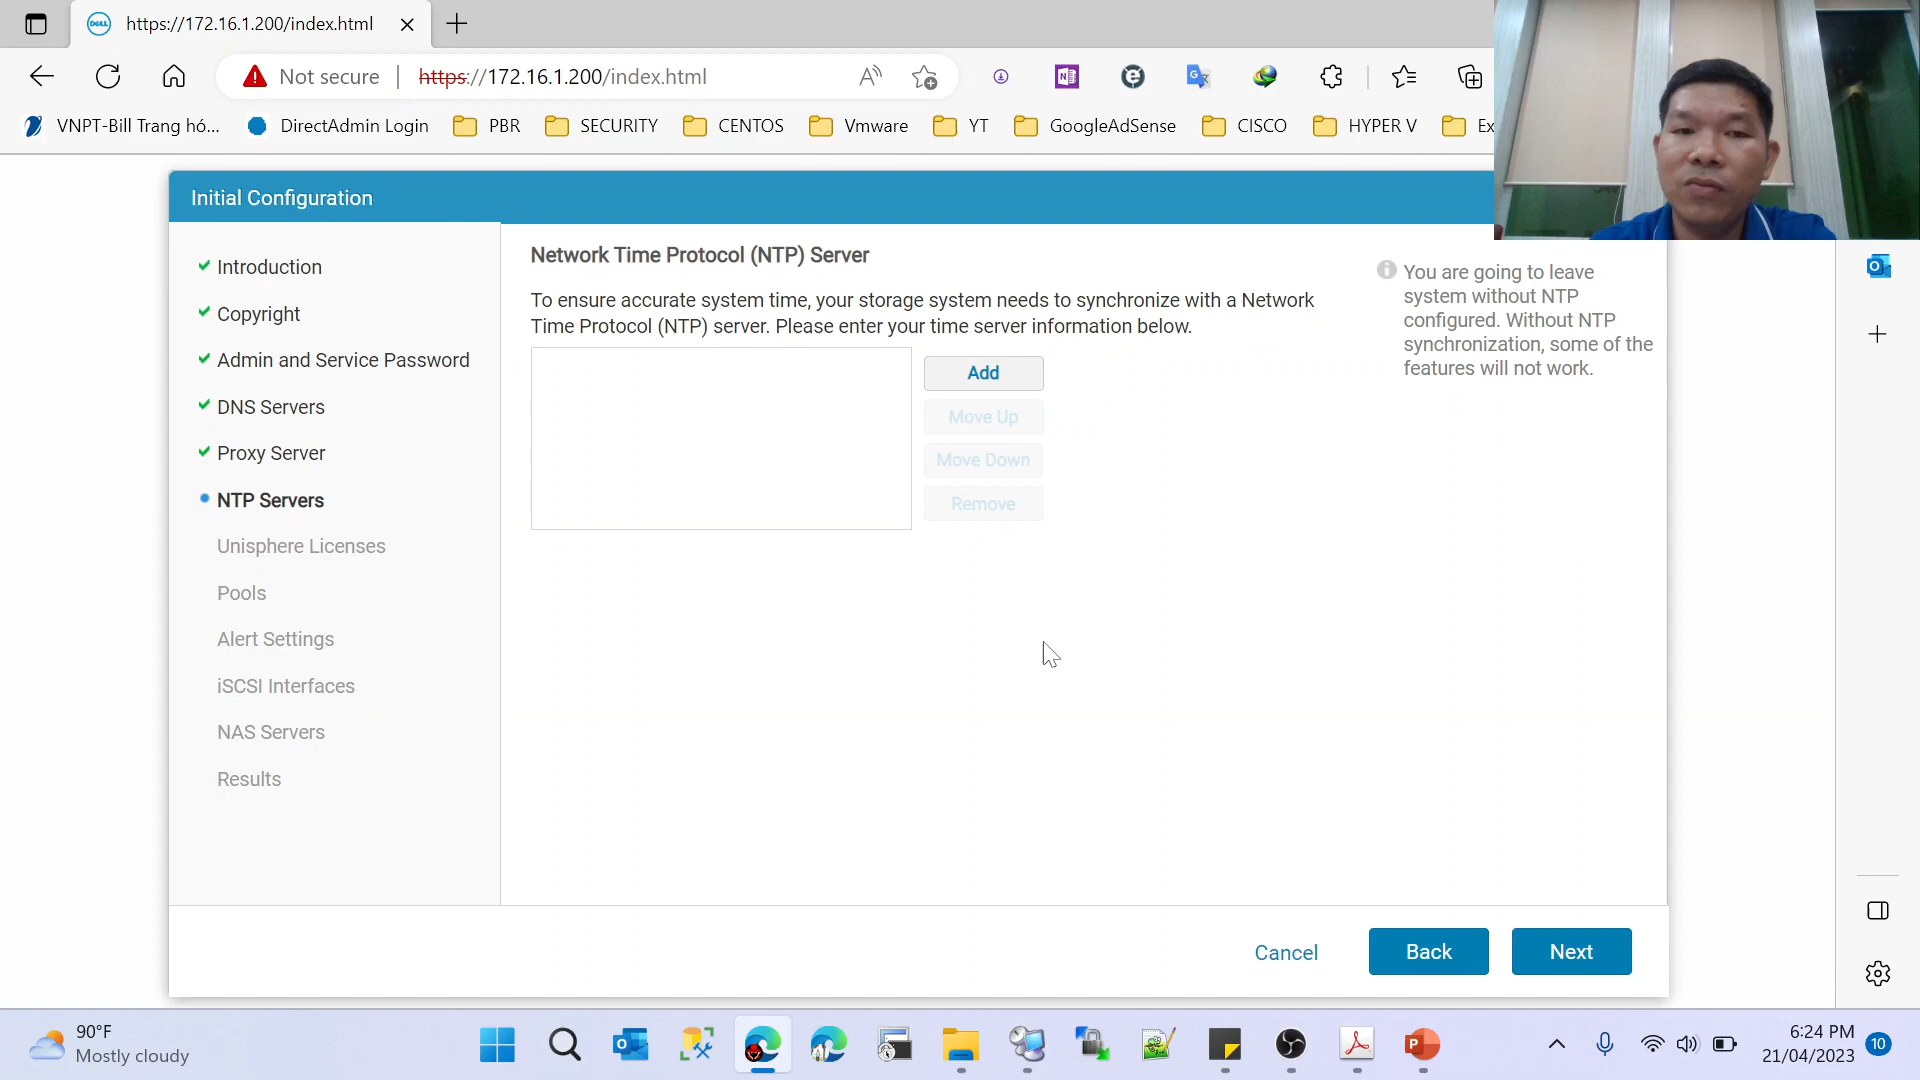 https://172.16.1.200/index.html
Not secure
https://172.16.1.200/index.html
VNPT-Bill Trang hó...
DirectAdmin Login
PBR
SECURITY
CENTOS
Vmware
YT
GoogleAdSense
CISCO
HYPER V
Ex
Initial Configuration
Introduction
Copyright
Admin and Service Password
DNS Servers
Proxy Server
NTP Servers
Unisphere Licenses
Pools
Alert Settings
iSCSI Interfaces
NAS Servers
Results
Network Time Protocol (NTP) Server
To ensure accurate system time, your storage system needs to synchronize with a Network
Time Protocol (NTP) server. Please enter your time server information below.
Add
Move Up
Move Down
Remove
You are going to leave
system without NTP
configured. Without NTP
synchronization, some of the
features will not work.
Cancel
Back
Next
90°F
Mostly cloudy
6:24 PM
21/04/2023
10